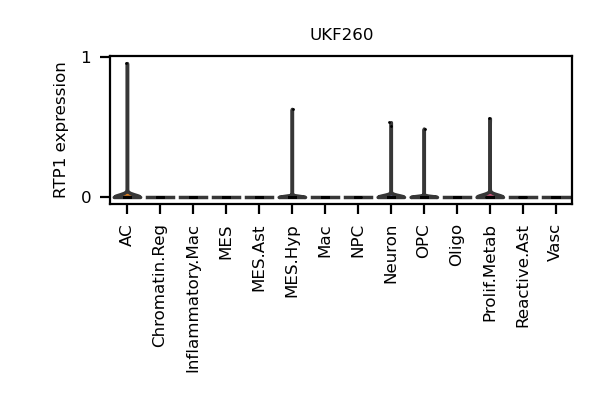 UKF260
RTP1 expression
1
0
AC
Chromatin.Reg
Inflammatory.Mac
MES
MES.Ast
MES.Hyp
Mac
NPC
Neuron
OPC
Oligo
Prolif.Metab
Reactive.Ast
Vasc